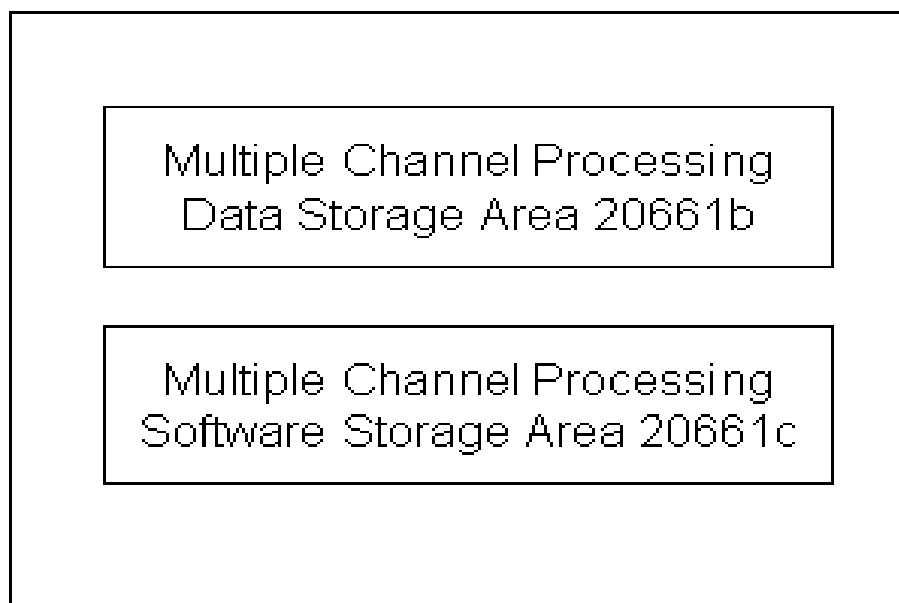 Multiple Channel Processing
Data Storage Area 20661b
Multiple Channel Processing
Software Storage Area 20661c